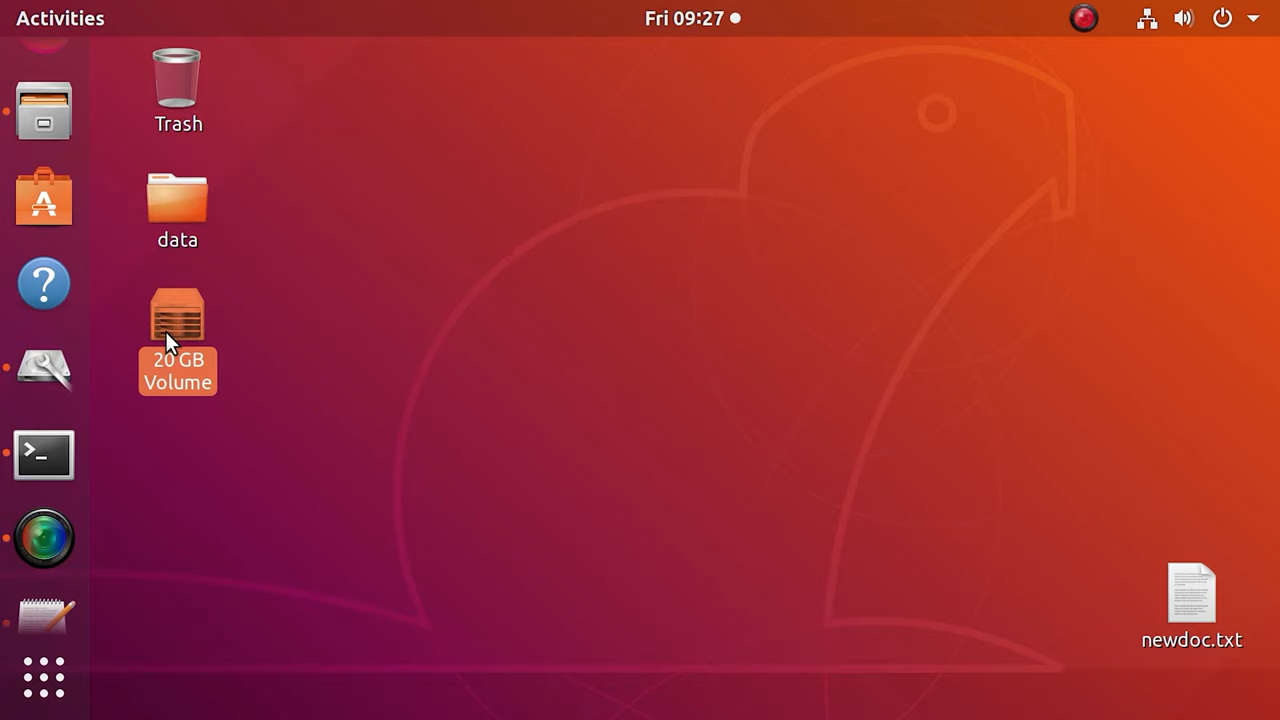 Activities
Fri 09:27
Trash
data
20 GB
Volume
newdoc.txt